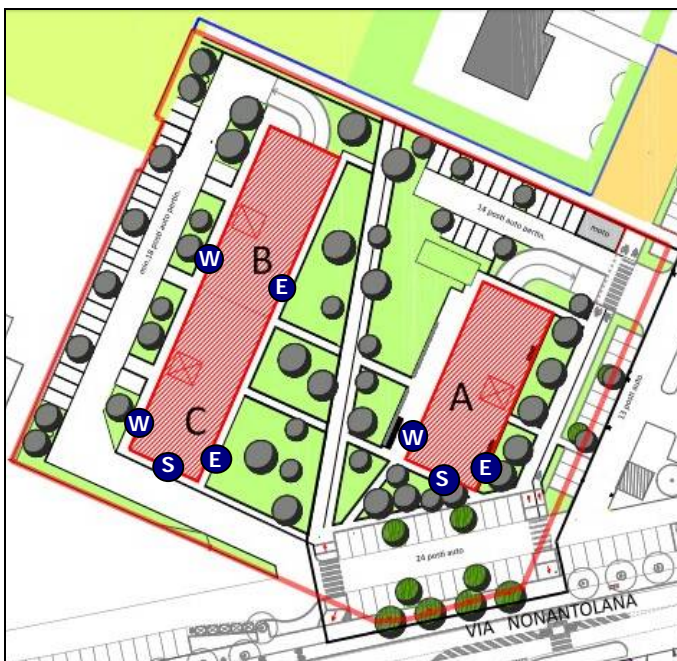 min.18 posti auto pertin.
14 posti auto pertin.
moto
B
W
E
A
13 posti auto
C
W
S
E
W
S
E
24 posti auto
VIA NONANTOLANA